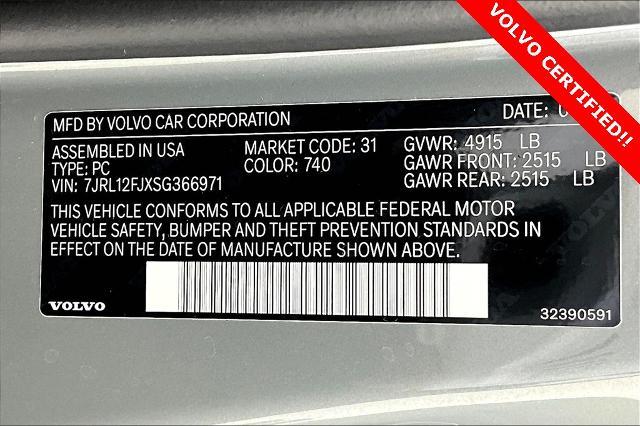 VOLVO CERTIFIED!!
MFD BY VOLVO CAR CORPORATION DATE:
ASSEMBLED IN USA MARKET CODE: 31 GVWR: 4915 LB
TYPE: PC COLOR: 740 GAWR FRONT: 2515 LB
VIN: 7JRL12FJXSG366971 GAWR REAR: 2515 LB
THIS VEHICLE CONFORMS TO ALL APPLICABLE FEDERAL MOTOR
VEHICLE SAFETY, BUMPER AND THEFT PREVENTION STANDARDS IN
EFFECT ON THE DATE OF MANUFACTURE SHOWN ABOVE.
VOLVO 32390591